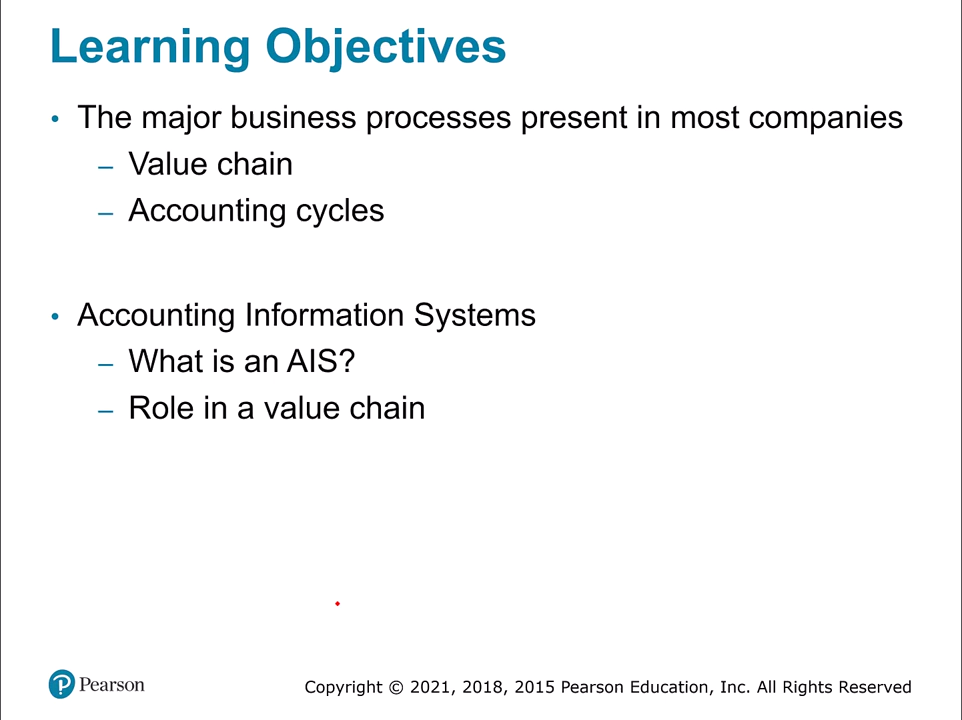 Learning Objectives
• The major business processes present in most companies
– Value chain
– Accounting cycles
• Accounting Information Systems
– What is an AIS?
– Role in a value chain
Pearson
Copyright © 2021, 2018, 2015 Pearson Education, Inc. All Rights Reserved